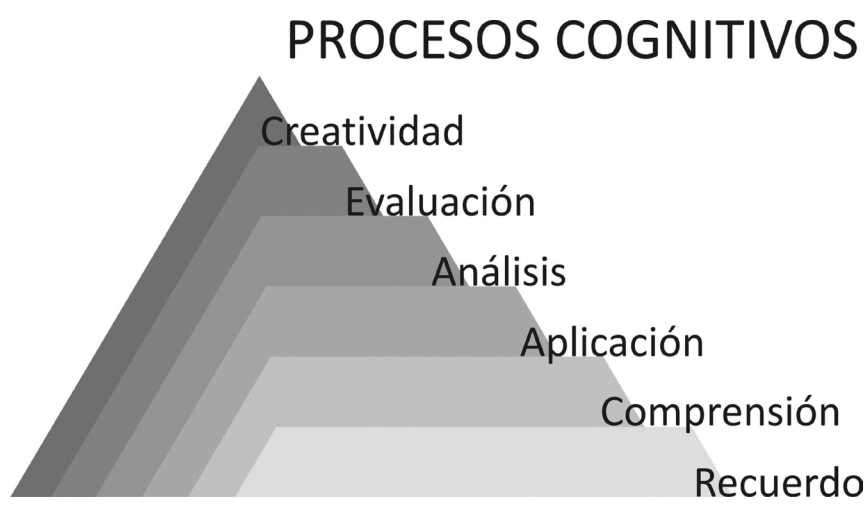 PROCESOS COGNITIVOS
Creatividad
Evaluación
Análisis
Aplicación
Comprensión
Recuerdo